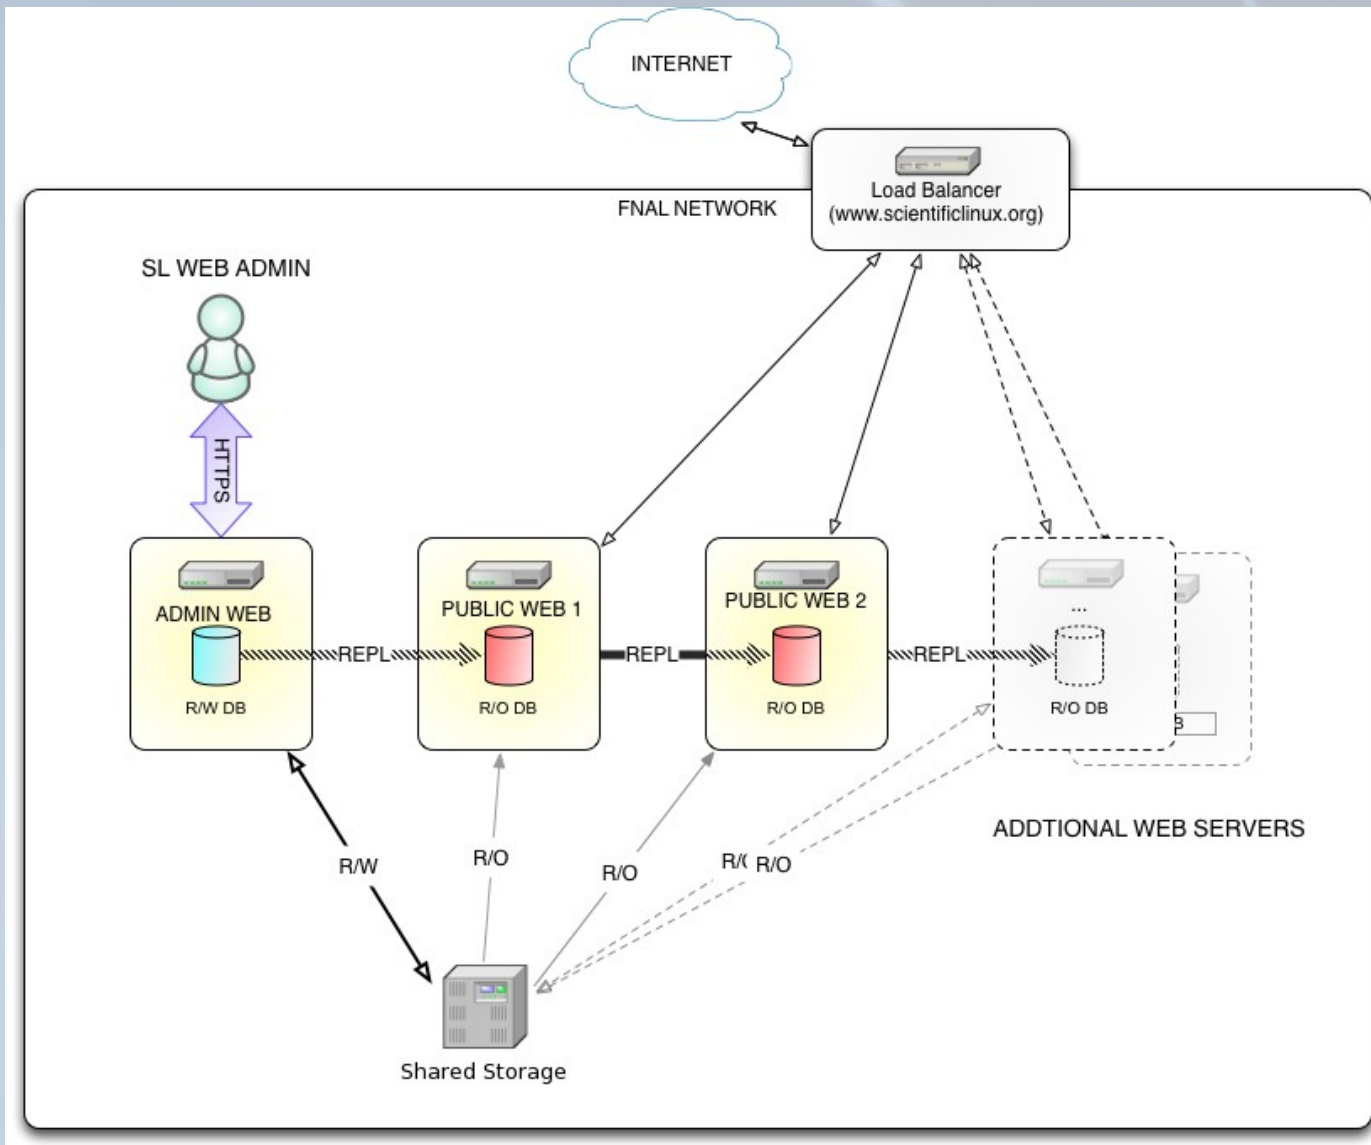 INTERNET
Load Balancer
(www.scientificlinux.org)
FNAL NETWORK
SL WEB ADMIN
HTTPS
ADMIN WEB
PUBLIC WEB 1
PUBLIC WEB 2
...
REPL
REPL
REPL
R/W DB
R/O DB
R/O DB
R/O DB
ADDTIONAL WEB SERVERS
R/W
R/O
R/O
R/O
Shared Storage